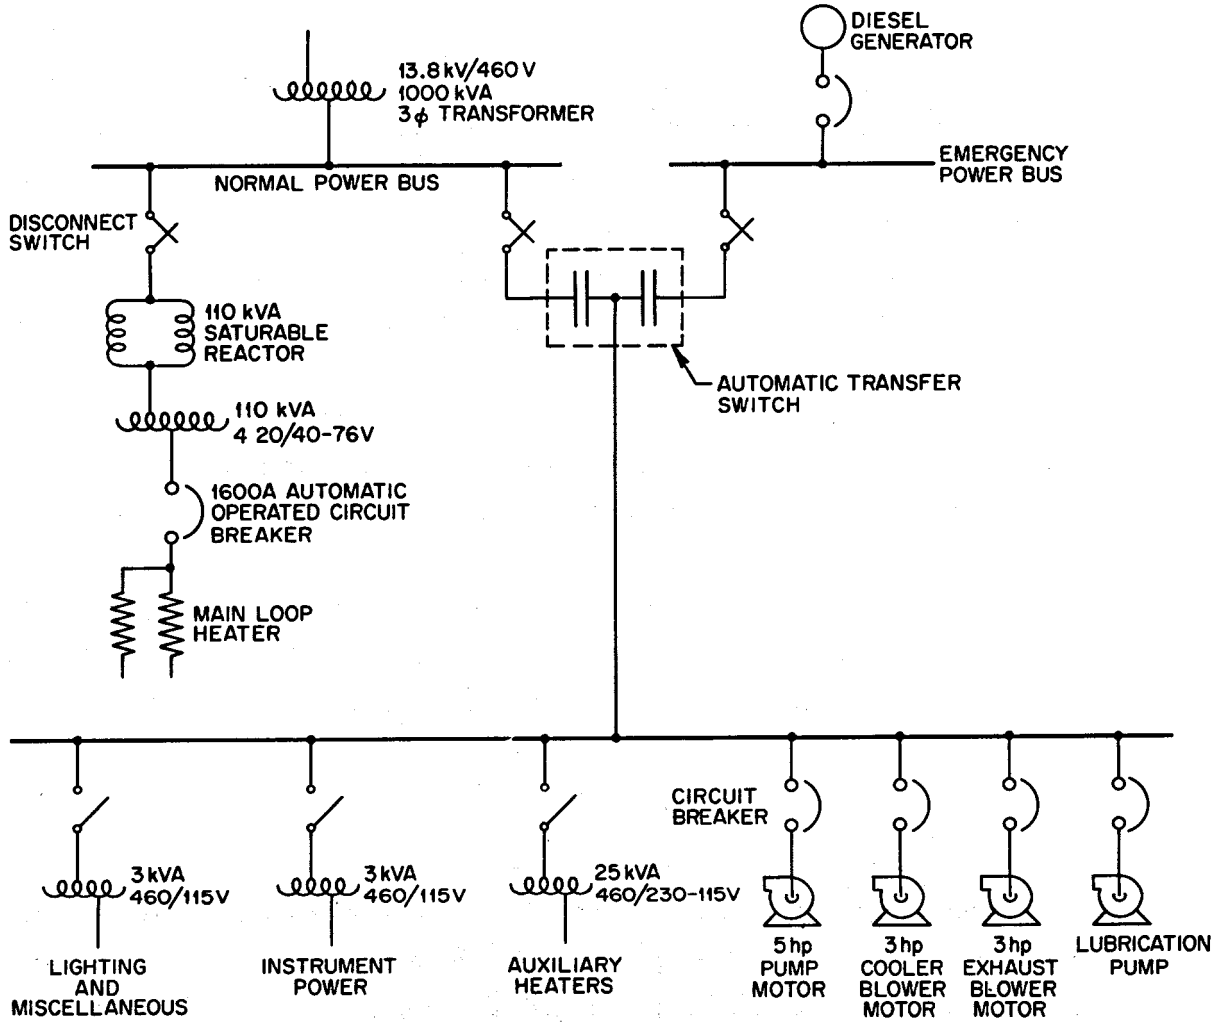 DIESEL
GENERATOR
13.8 kV/460 V
1000 kVA
3ϕ TRANSFORMER
NORMAL POWER BUS
EMERGENCY
POWER BUS
DISCONNECT
SWITCH
110 kVA
SATURABLE
REACTOR
AUTOMATIC TRANSFER
SWITCH
110 kVA
4 20/40-76V
1600A AUTOMATIC
OPERATED CIRCUIT
BREAKER
MAIN LOOP
HEATER
CIRCUIT
BREAKER
3 kVA
460/115V
3 kVA
460/115V
25 kVA
460/230-115V
LIGHTING
AND
MISCELLANEOUS
INSTRUMENT
POWER
AUXILIARY
HEATERS
5 hp
PUMP
MOTOR
3 hp
COOLER
BLOWER
MOTOR
3 hp
EXHAUST
BLOWER
MOTOR
LUBRICATION
PUMP